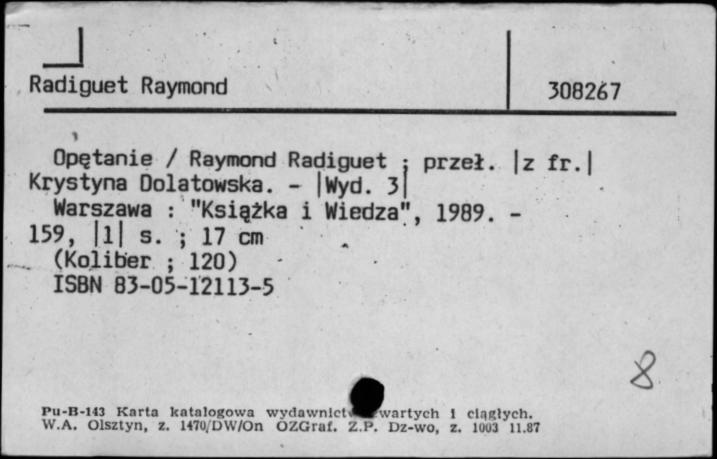 Radiguet Raymond
308267
Opętanie / Raymond Radiguet ; przeł. |z fr.|
Krystyna Dolatowska. - |Wyd. 3|
Warszawa : "Książka i Wiedza", 1989. -
159, |1| s. ; 17 cm
(Koliber ; 120)
ISBN 83-05-12113-5
8
Pu-B-143 Karta katalogowa i ciągłych.
W.A. Olsztyn, z. 1470/DW/On OZGraf. Z.P. Dz-wo, z. 1003 11.87